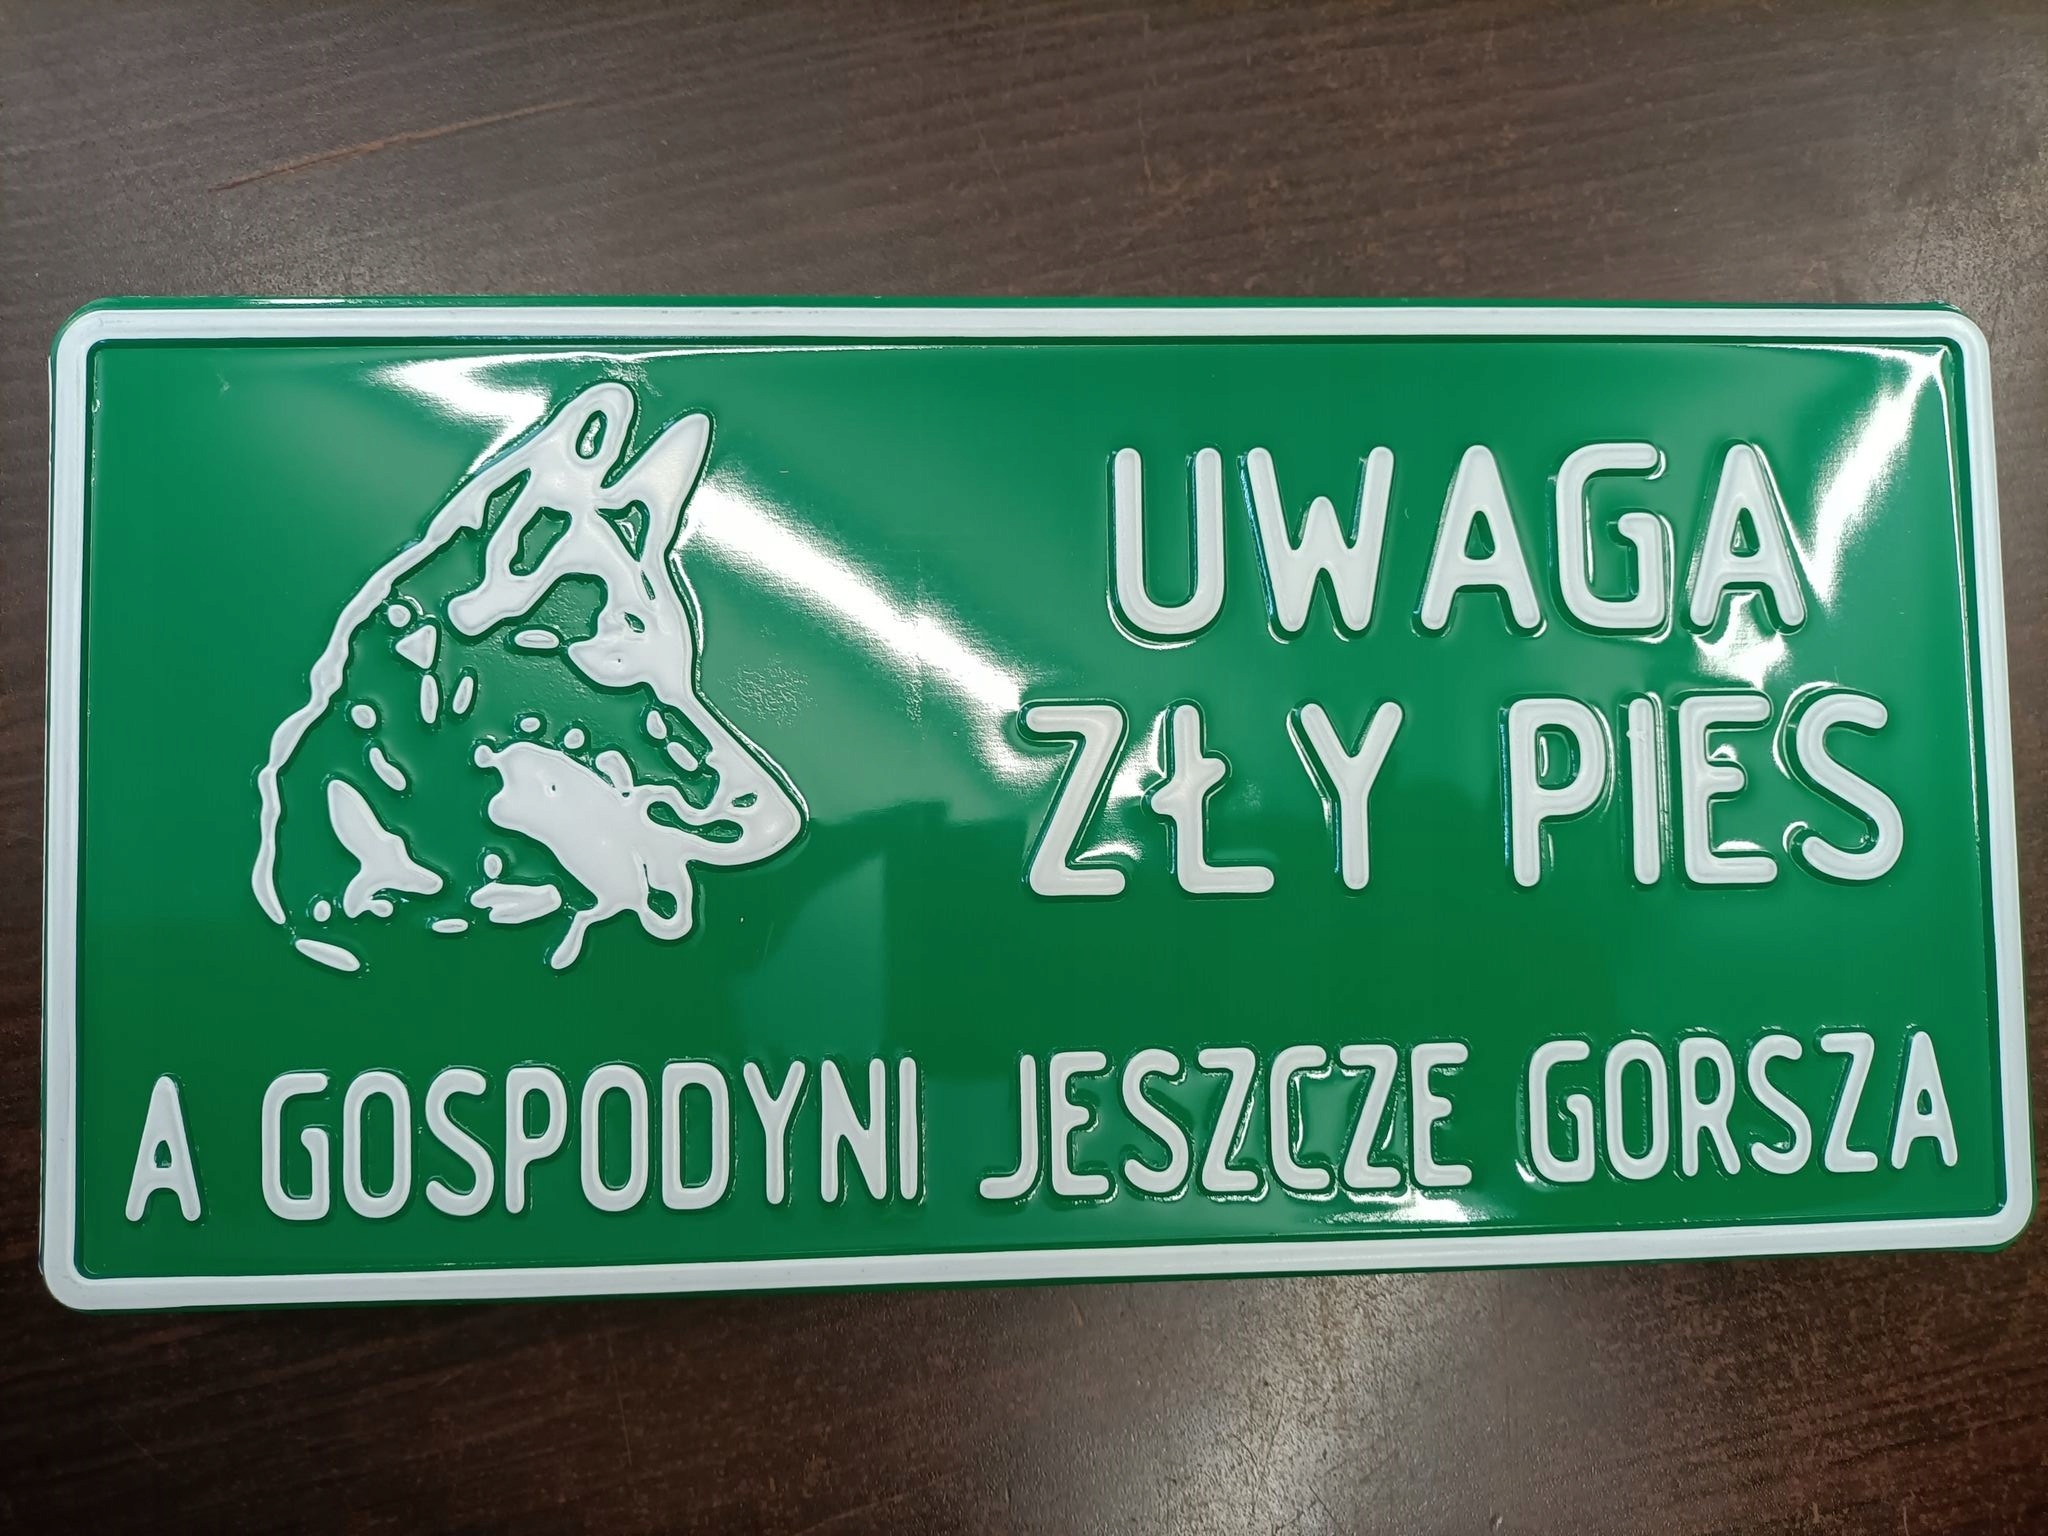 UWAGA
ZŁY PIES
A GOSPODYNI JESZCZE GORSZA